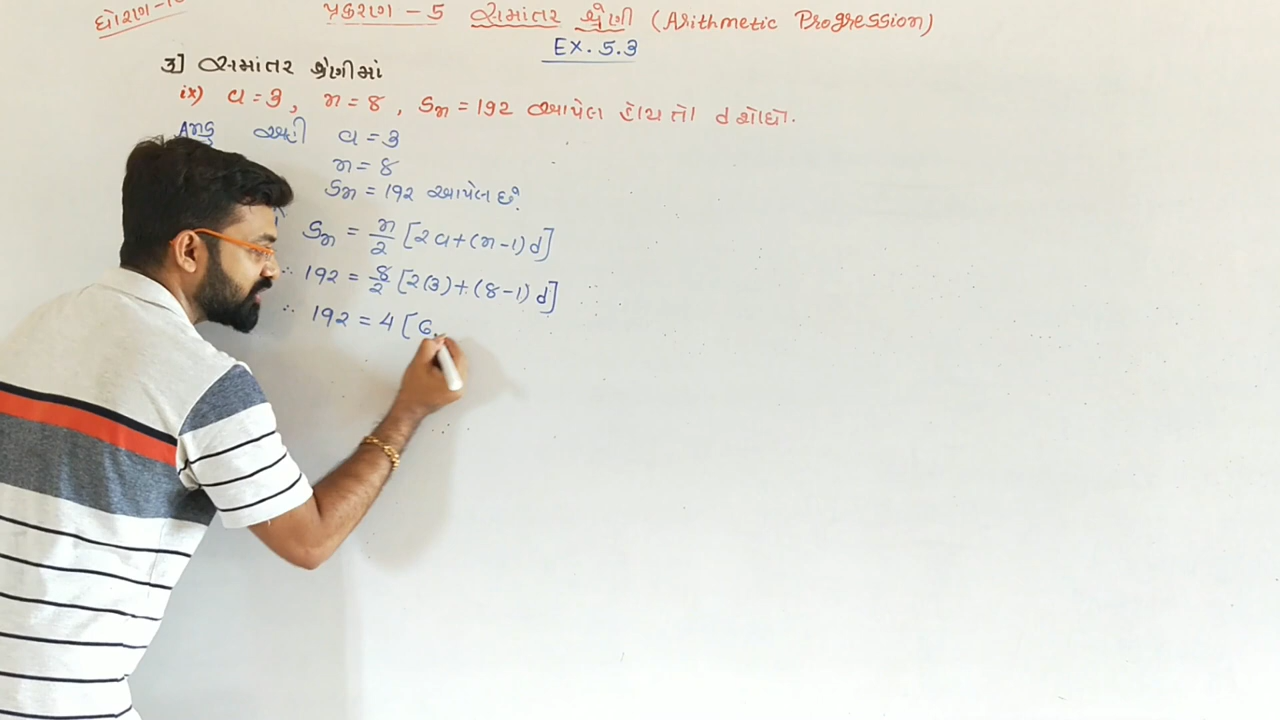 ધોરણ-10
પ્રકરણ - 5 સમાંતર શ્રેણી (Arithmetic Progression)
EX. 5.3
3] સમાંતર શ્રેણીમાં
ix) a = 3, n = 8, Sn = 192 આપેલ હોય તો d શોધો.
અહી a = 3
n = 8
Sn = 192 આપેલ છે.
Sn = n/2 [2a+(n-1)d]
∴ 192 = 8/2 [2(3)+(8-1)d]
∴ 192 = 4 [6